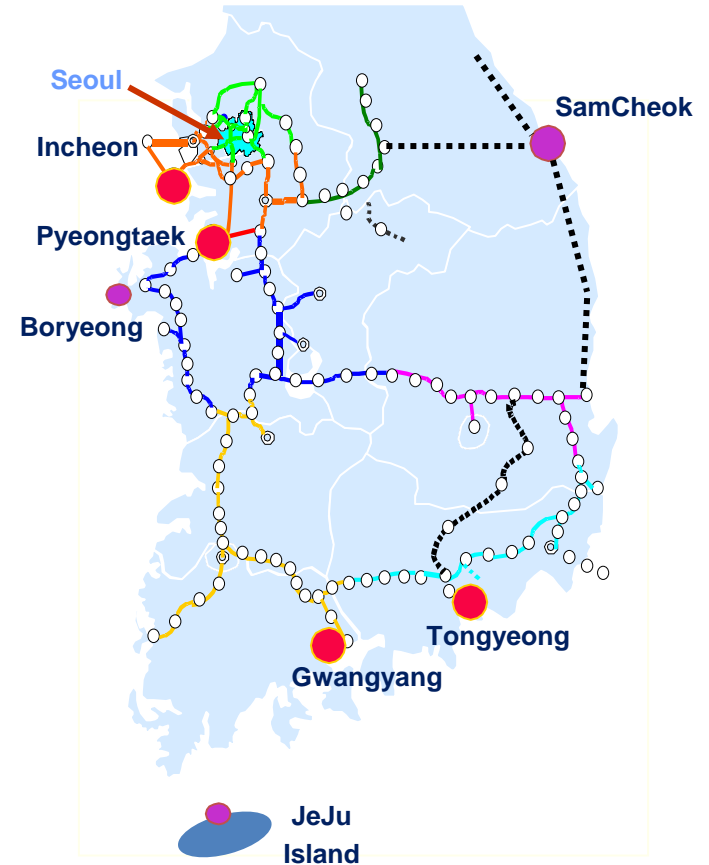 Seoul
SamCheok
Incheon
Pyeongtaek
Boryeong
Tongyeong
Gwangyang
JeJu
Island